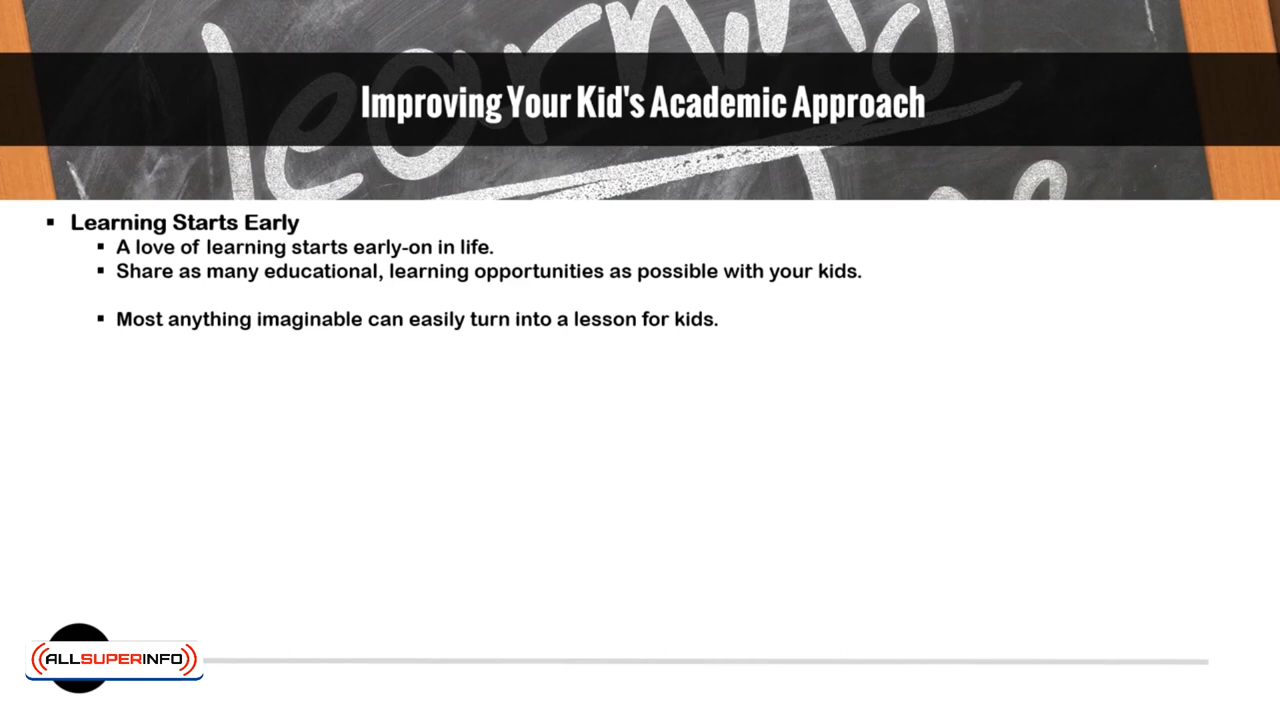 Learning
Improving Your Kid's Academic Approach
▪ Learning Starts Early
▪ A love of learning starts early-on in life.
▪ Share as many educational, learning opportunities as possible with your kids.
▪ Most anything imaginable can easily turn into a lesson for kids.
((ALLSUPERINFO))